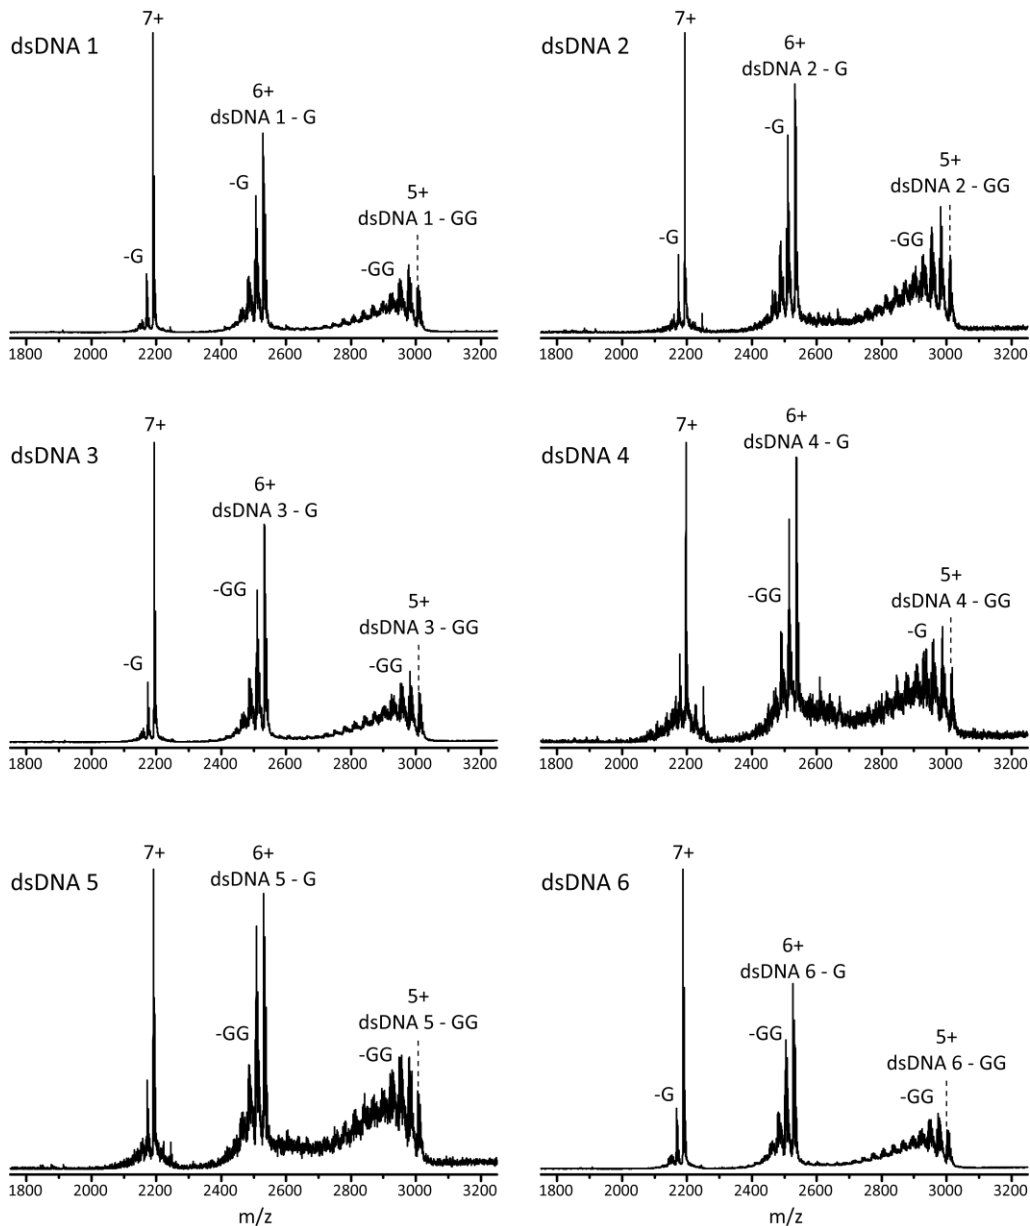 dsDNA 1
7+
6+
dsDNA 1 - G
-G
-G
5+
dsDNA 1 - GG
-GG
1800 2000 2200 2400 2600 2800 3000 3200
dsDNA 2
7+
6+
dsDNA 2 - G
-G
-G
5+
dsDNA 2 - GG
-GG
1800 2000 2200 2400 2600 2800 3000 3200
dsDNA 3
7+
6+
dsDNA 3 - G
-GG
-G
5+
dsDNA 3 - GG
-GG
1800 2000 2200 2400 2600 2800 3000 3200
dsDNA 4
7+
6+
dsDNA 4 - G
-GG
5+
dsDNA 4 - GG
-G
1800 2000 2200 2400 2600 2800 3000 3200
dsDNA 5
7+
6+
dsDNA 5 - G
-GG
5+
dsDNA 5 - GG
-GG
1800 2000 2200 2400 2600 2800 3000 3200
m/z
dsDNA 6
7+
6+
dsDNA 6 - G
-GG
-G
5+
dsDNA 6 - GG
-GG
1800 2000 2200 2400 2600 2800 3000 3200
m/z